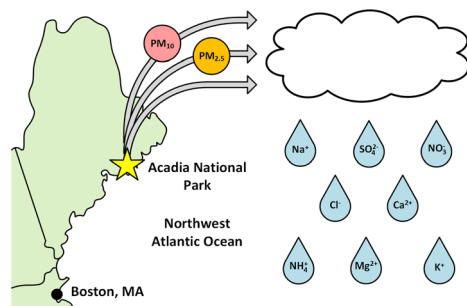 PM₁₀
PM₂.₅
Acadia National
Park
Northwest
Atlantic Ocean
Boston, MA
Na⁺
SO₄²⁻
NO₃⁻
Cl⁻
Ca²⁺
NH₄⁺
Mg²⁺
K⁺